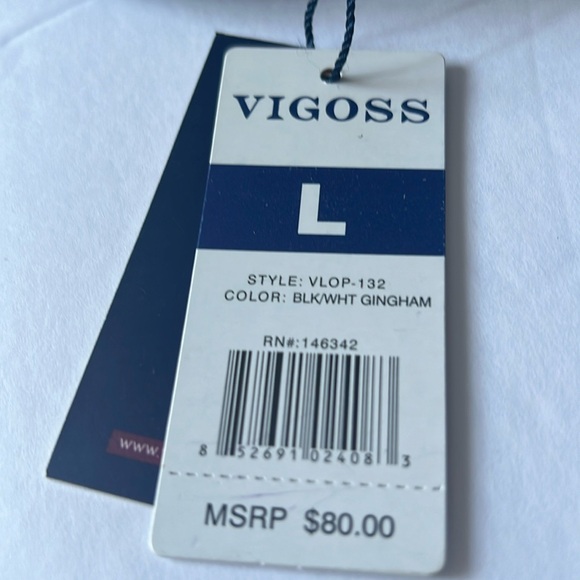 VIGOSS
L
STYLE: VLOP-132
COLOR: BLK/WHT GINGHAM
RN#:146342
8 52691 02408 3
www.
MSRP $80.00